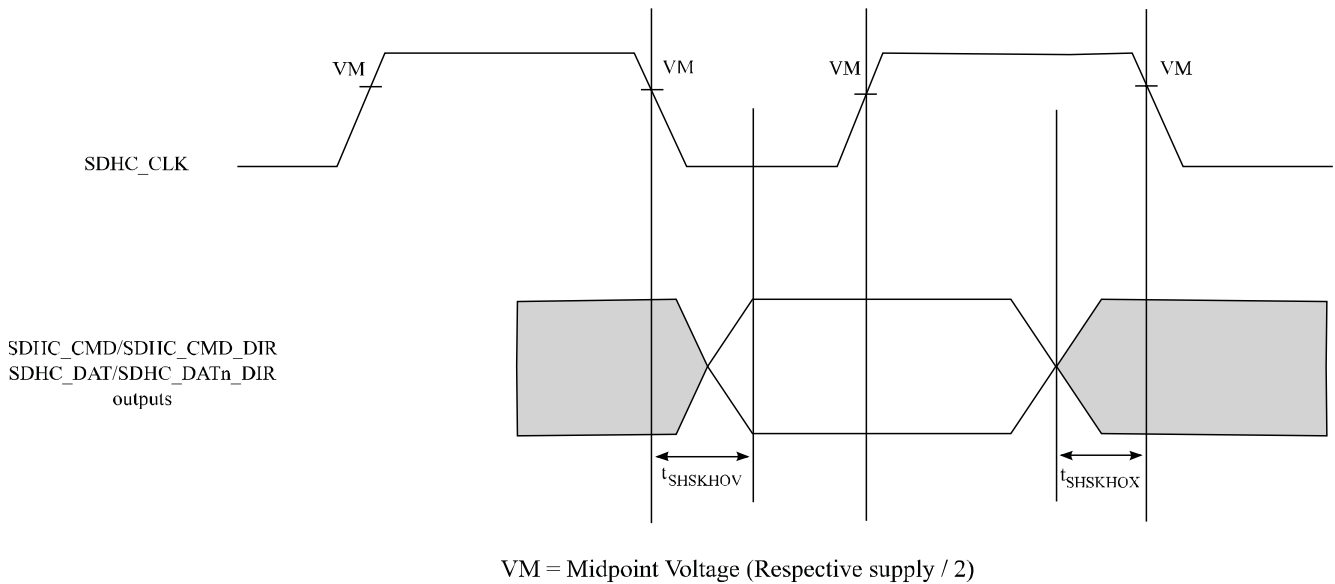 VM
VM
VM
VM
SDHC_CLK
SDHC_CMD/SDHC_CMD_DIR
SDHC_DAT/SDHC_DATn_DIR
outputs
tSHSKHOV
tSHSKHOX
VM = Midpoint Voltage (Respective supply / 2)